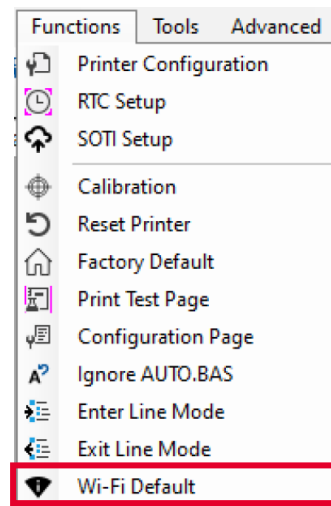 Functions Tools Advanced
Printer Configuration
RTC Setup
SOTI Setup
Calibration
Reset Printer
Factory Default
Print Test Page
Configuration Page
Ignore AUTO.BAS
Enter Line Mode
Exit Line Mode
Wi-Fi Default